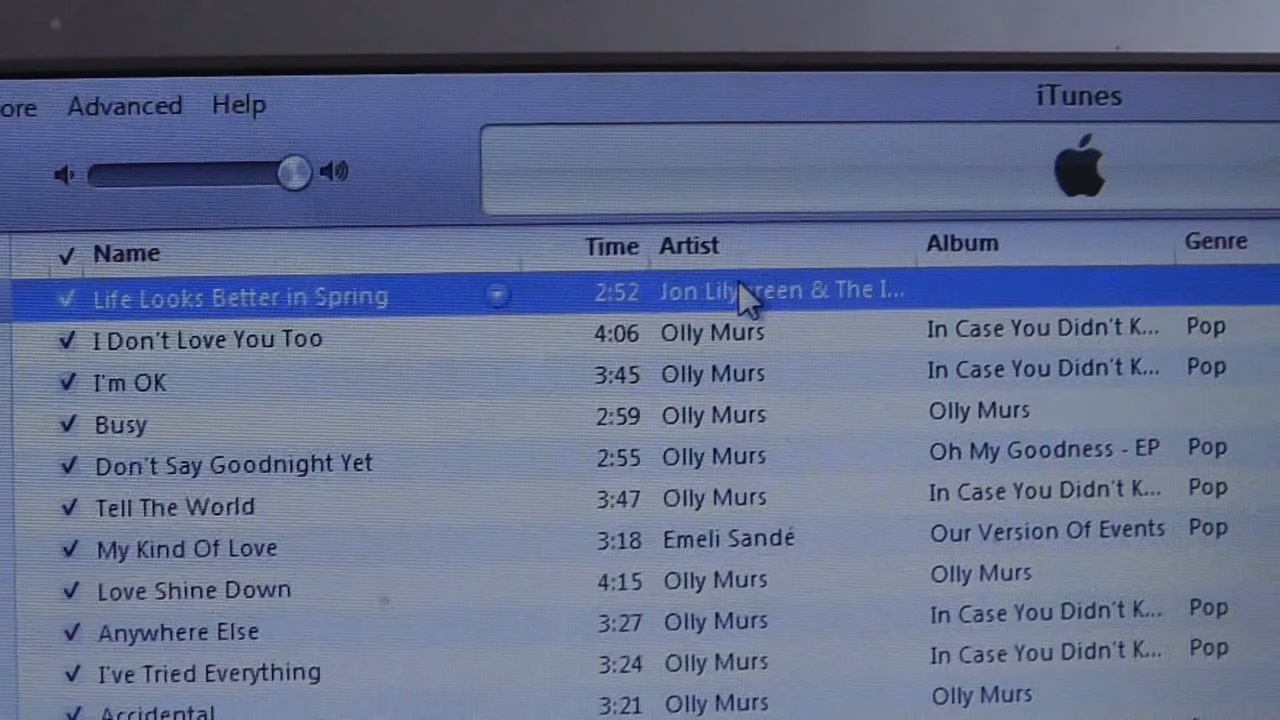 ore Advanced Help
iTunes
Name Time Artist Album Genre
Life Looks Better in Spring 2:52 Jon Lilygreen & The I...
I Don't Love You Too 4:06 Olly Murs In Case You Didn't K... Pop
I'm OK 3:45 Olly Murs In Case You Didn't K... Pop
Busy 2:59 Olly Murs Olly Murs
Don't Say Goodnight Yet 2:55 Olly Murs Oh My Goodness - EP Pop
Tell The World 3:47 Olly Murs In Case You Didn't K... Pop
My Kind Of Love 3:18 Emeli Sandé Our Version Of Events Pop
Love Shine Down 4:15 Olly Murs Olly Murs
Anywhere Else 3:27 Olly Murs In Case You Didn't K... Pop
I've Tried Everything 3:24 Olly Murs In Case You Didn't K... Pop
Accidental 3:21 Olly Murs Olly Murs